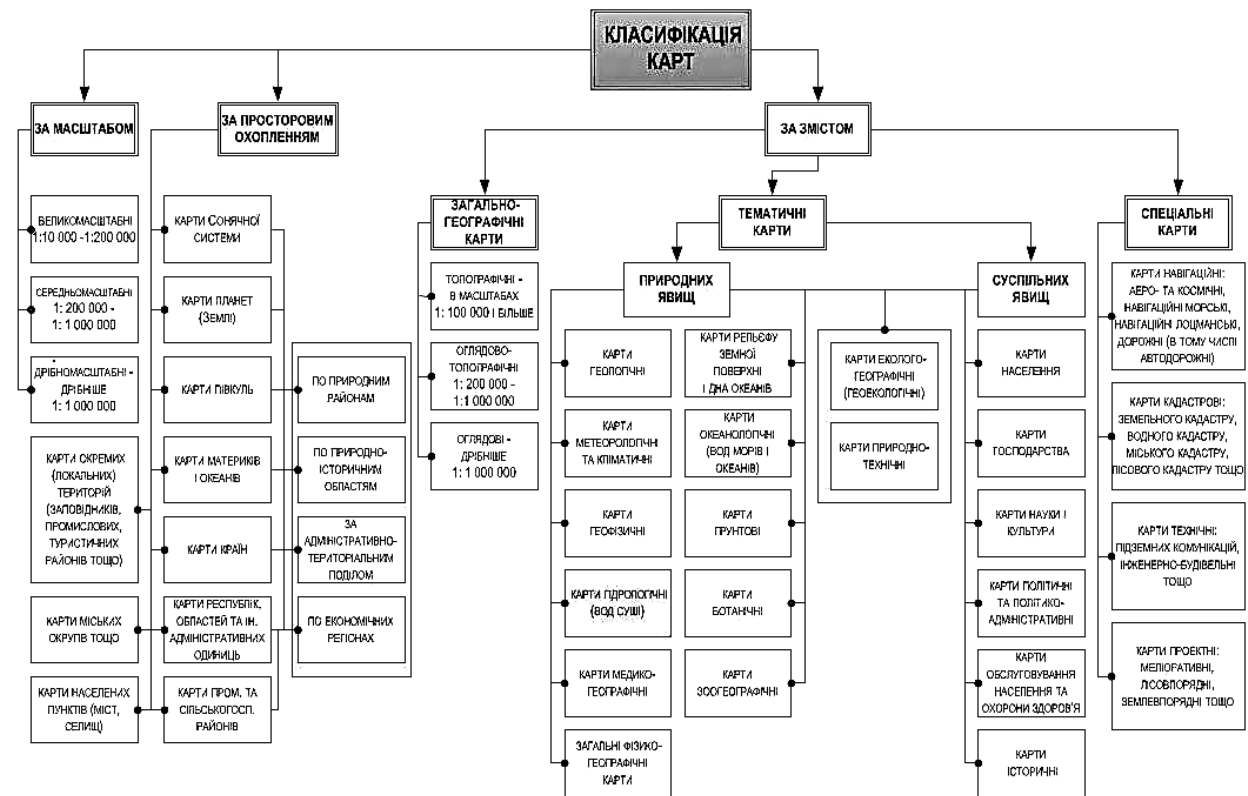 КЛАСИФІКАЦІЯ
КАРТ
ЗА МАСШТАБОМ
ЗА ПРОСТОРОВИМ
ОХОПЛЕННЯМ
ЗА ЗМІСТОМ
ВЕЛИКОМАСШТАБНІ
1:10 000 -1:200 000
СЕРЕДНЬОМАСШТАБНІ
1: 200 000 -
1: 1 000 000
ДРІБНОМАСШТАБНІ -
ДРІБНІШЕ
1: 1 000 000
КАРТИ ОКРЕМИХ
(ЛОКАЛЬНИХ)
ТЕРИТОРІЙ
(ЗАПОВІДНИКІВ,
ПРОМИСЛОВИХ,
ТУРИСТИЧНИХ
РАЙОНІВ ТОЩО)
КАРТИ МІСЬКИХ
ОКРУГІВ ТОЩО
КАРТИ НАСЕЛЕНИХ
ПУНКТІВ (МІСТ,
СЕЛИЩ)
КАРТИ СОНЯЧНОЇ
СИСТЕМИ
КАРТИ ПЛАНЕТ
(ЗЕМЛІ)
КАРТИ ПІВКУЛЬ
КАРТИ МАТЕРИКІВ
І ОКЕАНІВ
КАРТИ КРАЇН
КАРТИ РЕСПУБЛІК,
ОБЛАСТЕЙ ТА ІН.
АДМІНІСТРАТИВНИХ
ОДИНИЦЬ
КАРТИ ПРОМ. ТА
СІЛЬСЬКОГОСП.
РАЙОНІВ
ПО ПРИРОДНИМ
РАЙОНАМ
ПО ПРИРОДНО-
ІСТОРИЧНИМ
ОБЛАСТЯМ
ЗА
АДМІНІСТРАТИВНО-
ТЕРИТОРІАЛЬНИМ
ПОДІЛОМ
ПО ЕКОНОМІЧНИХ
РЕГІОНАХ
ЗАГАЛЬНО-
ГЕОГРАФІЧНІ
КАРТИ
ТОПОГРАФІЧНІ -
В МАСШТАБАХ
1: 100 000 І БІЛЬШЕ
ОГЛЯДОВО-
ТОПОГРАФІЧНІ
1: 200 000 -
1:1 000 000
ОГЛЯДОВІ -
ДРІБНІШЕ
1: 1 000 000
ТЕМАТИЧНІ
КАРТИ
ПРИРОДНИХ
ЯВИЩ
КАРТИ
ГЕОЛОГІЧНІ
КАРТИ
МЕТЕОРОЛОГІЧНІ
ТА КЛІМАТИЧНІ
КАРТИ
ГЕОФІЗИЧНІ
КАРТИ ГІДРОЛОГІЧНІ
(ВОД СУШІ)
КАРТИ МЕДИКО-
ГЕОГРАФІЧНІ
ЗАГАЛЬНІ ФІЗИКО-
ГЕОГРАФІЧНІ
КАРТИ
КАРТИ РЕЛЬЄФУ
ЗЕМНОЇ
ПОВЕРХНІ
І ДНА ОКЕАНІВ
КАРТИ
ОКЕАНОЛОГІЧНІ
(ВОД МОРІВ І
ОКЕАНІВ)
КАРТИ
ГРУНТОВІ
КАРТИ
БОТАНІЧНІ
КАРТИ
ЗООГЕОГРАФІЧНІ
КАРТИ ЕКОЛОГО-
ГЕОГРАФІЧНІ
(ГЕОЕКОЛОГІЧНІ)
КАРТИ ПРИРОДНО-
ТЕХНІЧНІ
СУСПІЛЬНИХ
ЯВИЩ
КАРТИ
НАСЕЛЕННЯ
КАРТИ
ГОСПОДАРСТВА
КАРТИ НАУКИ І
КУЛЬТУРИ
КАРТИ ПОЛІТИЧНІ
ТА ПОЛІТИКО-
АДМІНІСТРАТИВНІ
КАРТИ
ОБСЛУГОВУВАННЯ
НАСЕЛЕННЯ ТА
ОХОРОНИ ЗДОРОВ'Я
КАРТИ
ІСТОРИЧНІ
СПЕЦІАЛЬНІ
КАРТИ
КАРТИ НАВІГАЦІЙНІ:
АЕРО- ТА КОСМІЧНІ,
НАВІГАЦІЙНІ МОРСЬКІ,
НАВІГАЦІЙНІ ЛОЦМАНСЬКІ,
ДОРОЖНІ (В ТОМУ ЧИСЛІ
АВТОДОРОЖНІ)
КАРТИ КАДАСТРОВІ:
ЗЕМЕЛЬНОГО КАДАСТРУ,
ВОДНОГО КАДАСТРУ,
МІСЬКОГО КАДАСТРУ,
ЛІСОВОГО КАДАСТРУ ТОЩО
КАРТИ ТЕХНІЧНІ:
ПІДЗЕМНИХ КОМУНІКАЦІЙ,
ІНЖЕНЕРНО-БУДІВЕЛЬНІ
ТОЩО
КАРТИ ПРОЕКТНІ:
МЕЛІОРАТИВНІ,
ЛІСОВПОРЯДНІ,
ЗЕМЛЕВПОРЯДНІ ТОЩО